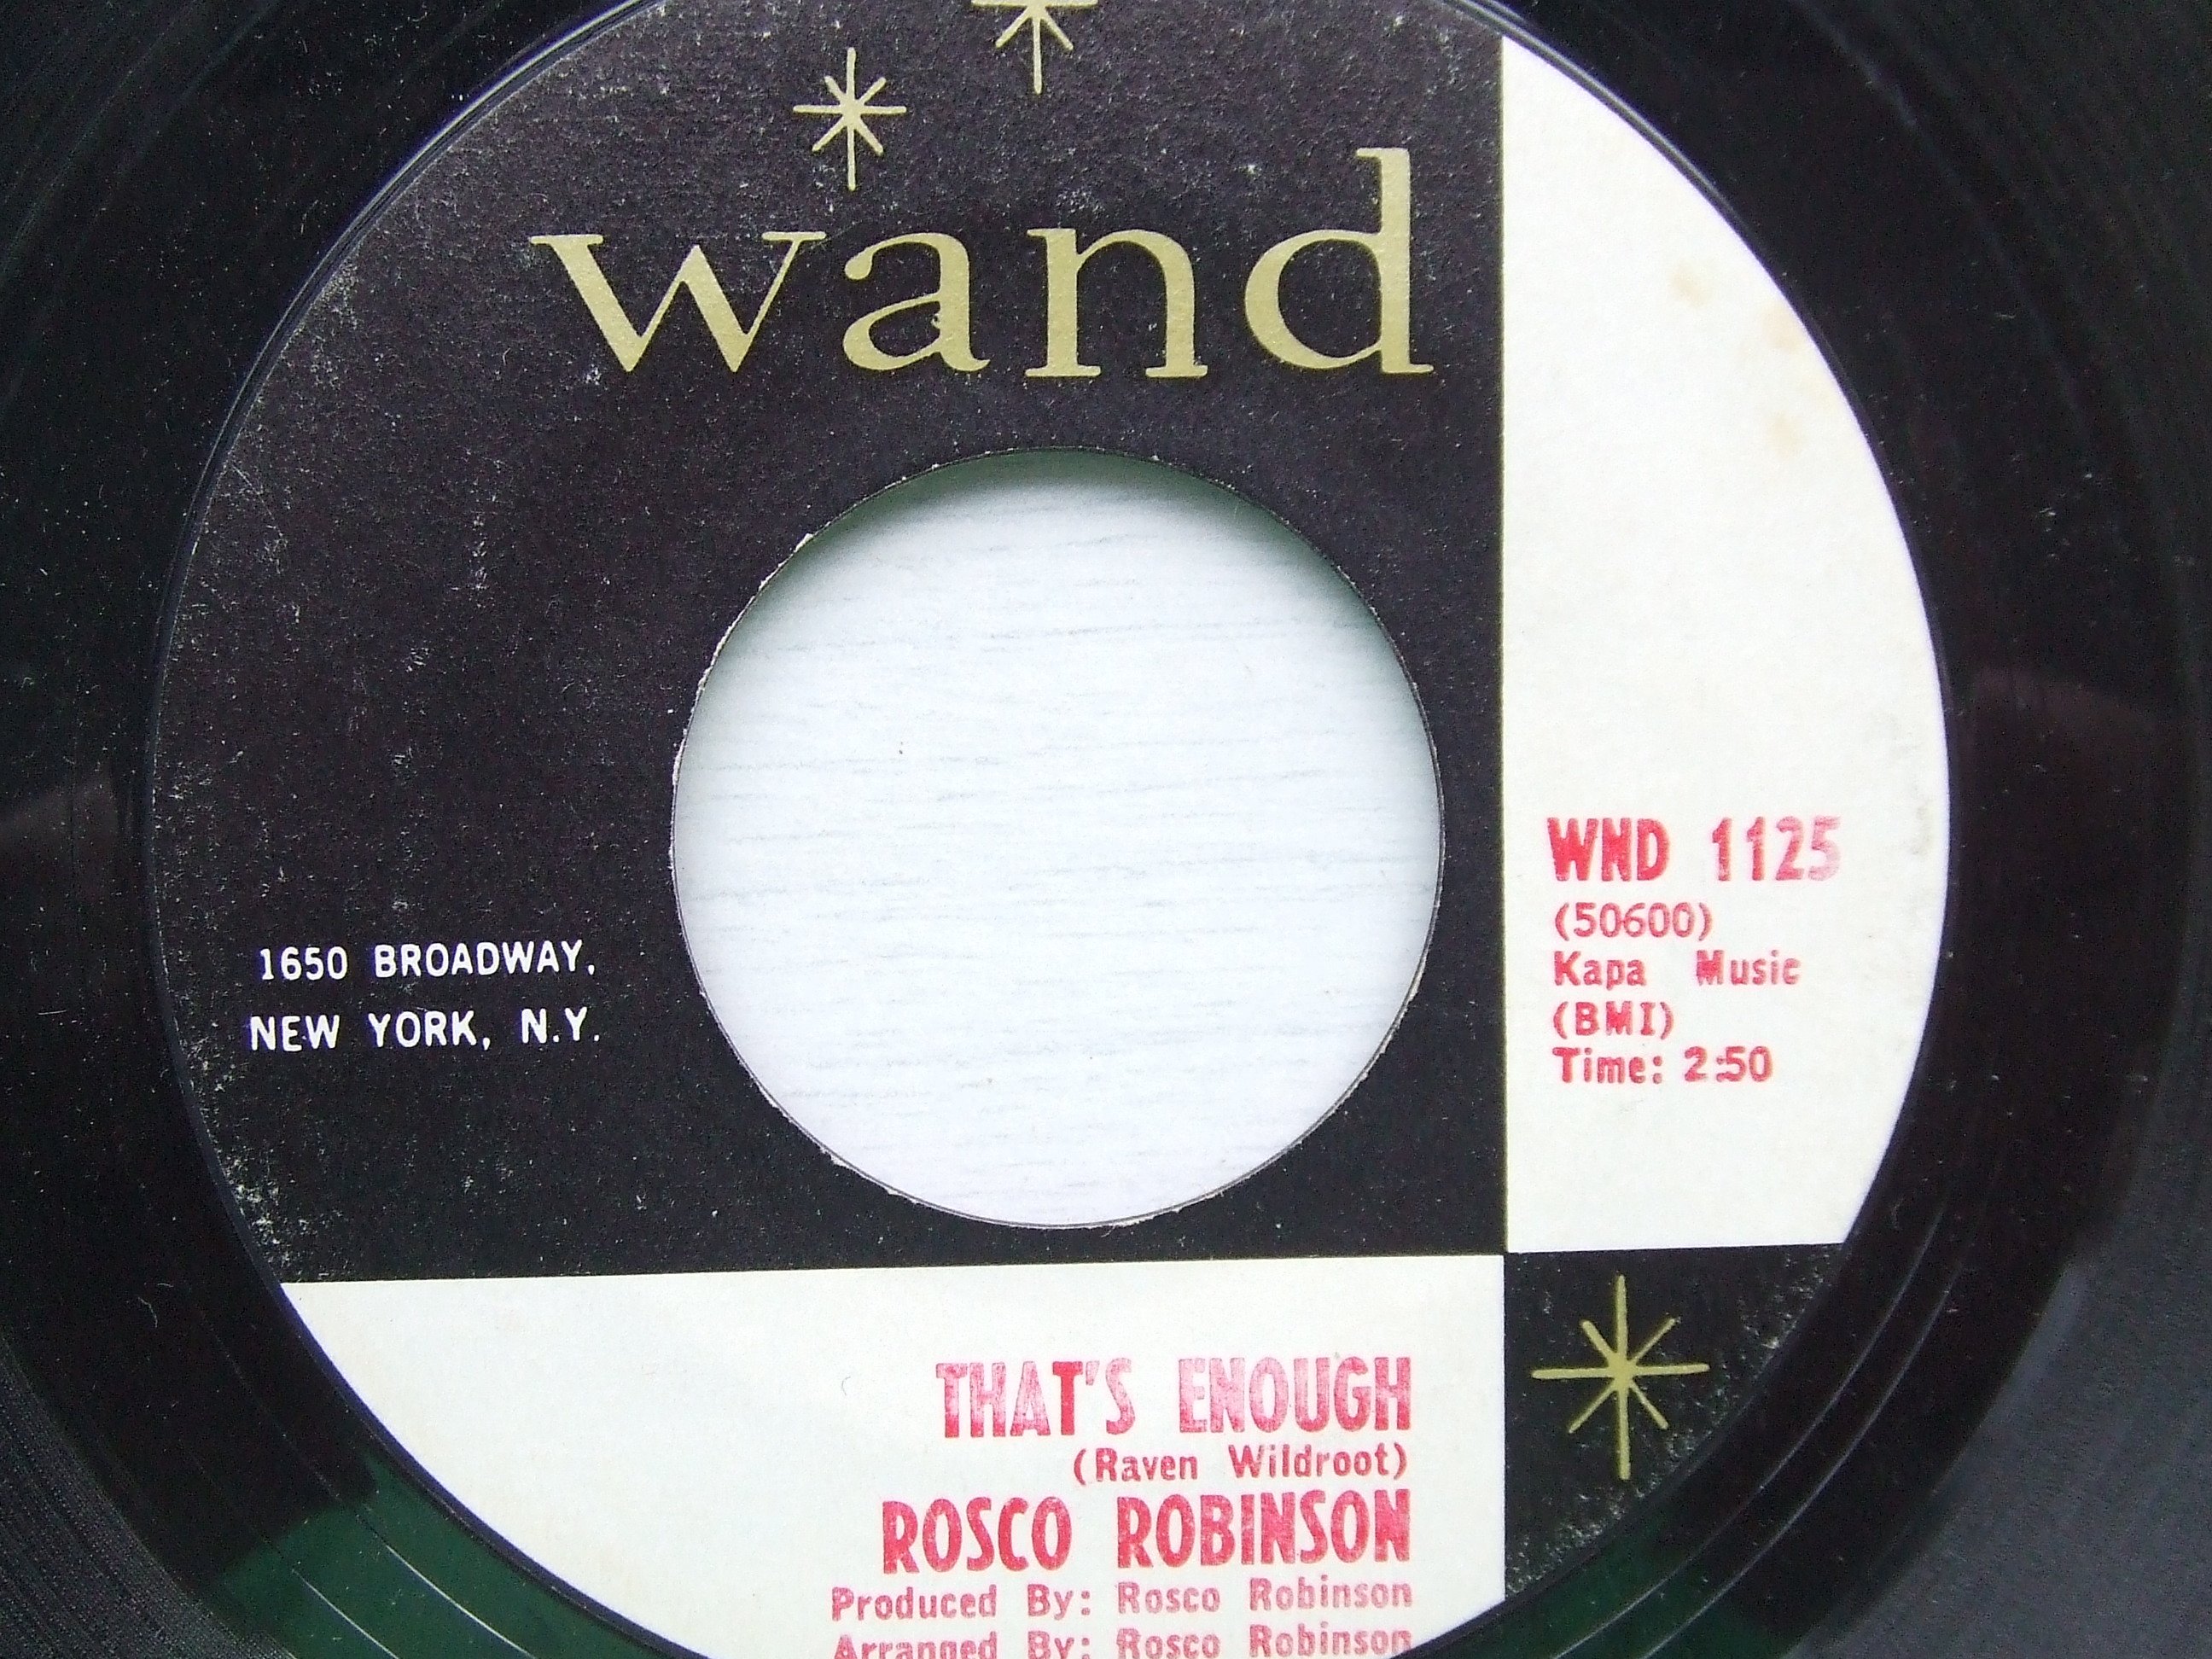 wand
1650 BROADWAY,
NEW YORK, N.Y.
WND 1125
(50600)
Kapa Music
(BMI)
Time: 2:50
THAT'S ENOUGH
(Raven Wildroot)
ROSCO ROBINSON
Produced By: Rosco Robinson
Arranged By: Rosco Robinson